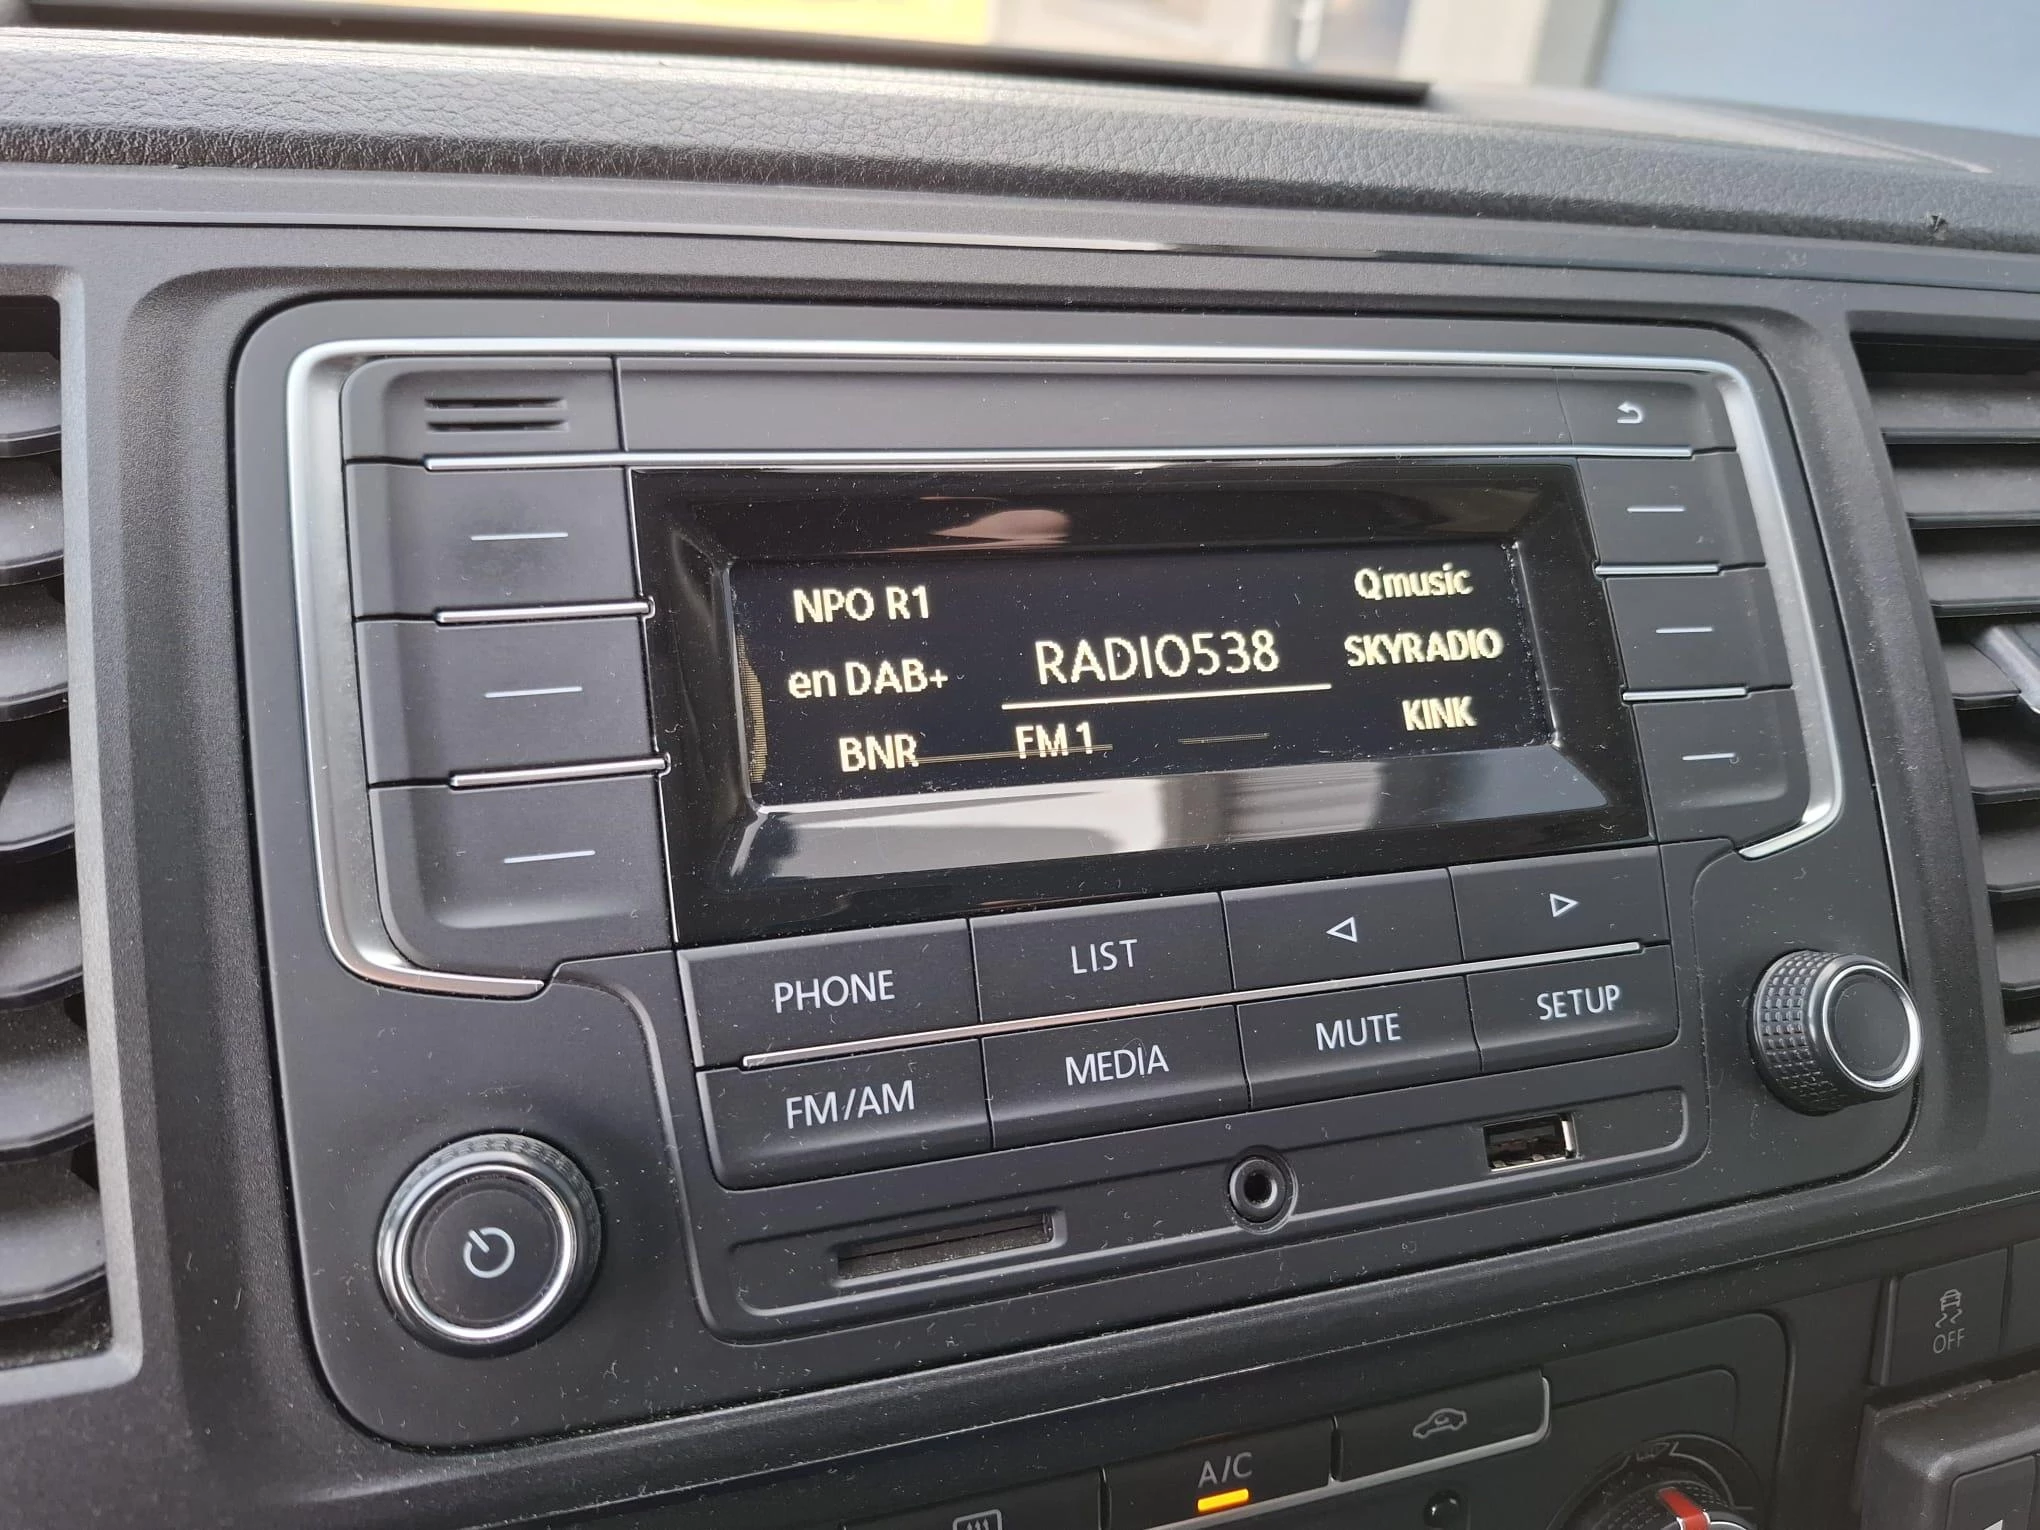 NPO R1
en DAB+
BNR
RADIO538
FM 1
Qmusic
SKYRADIO
KINK
PHONE
LIST
FM/AM
MEDIA
MUTE
SETUP
OFF
A/C